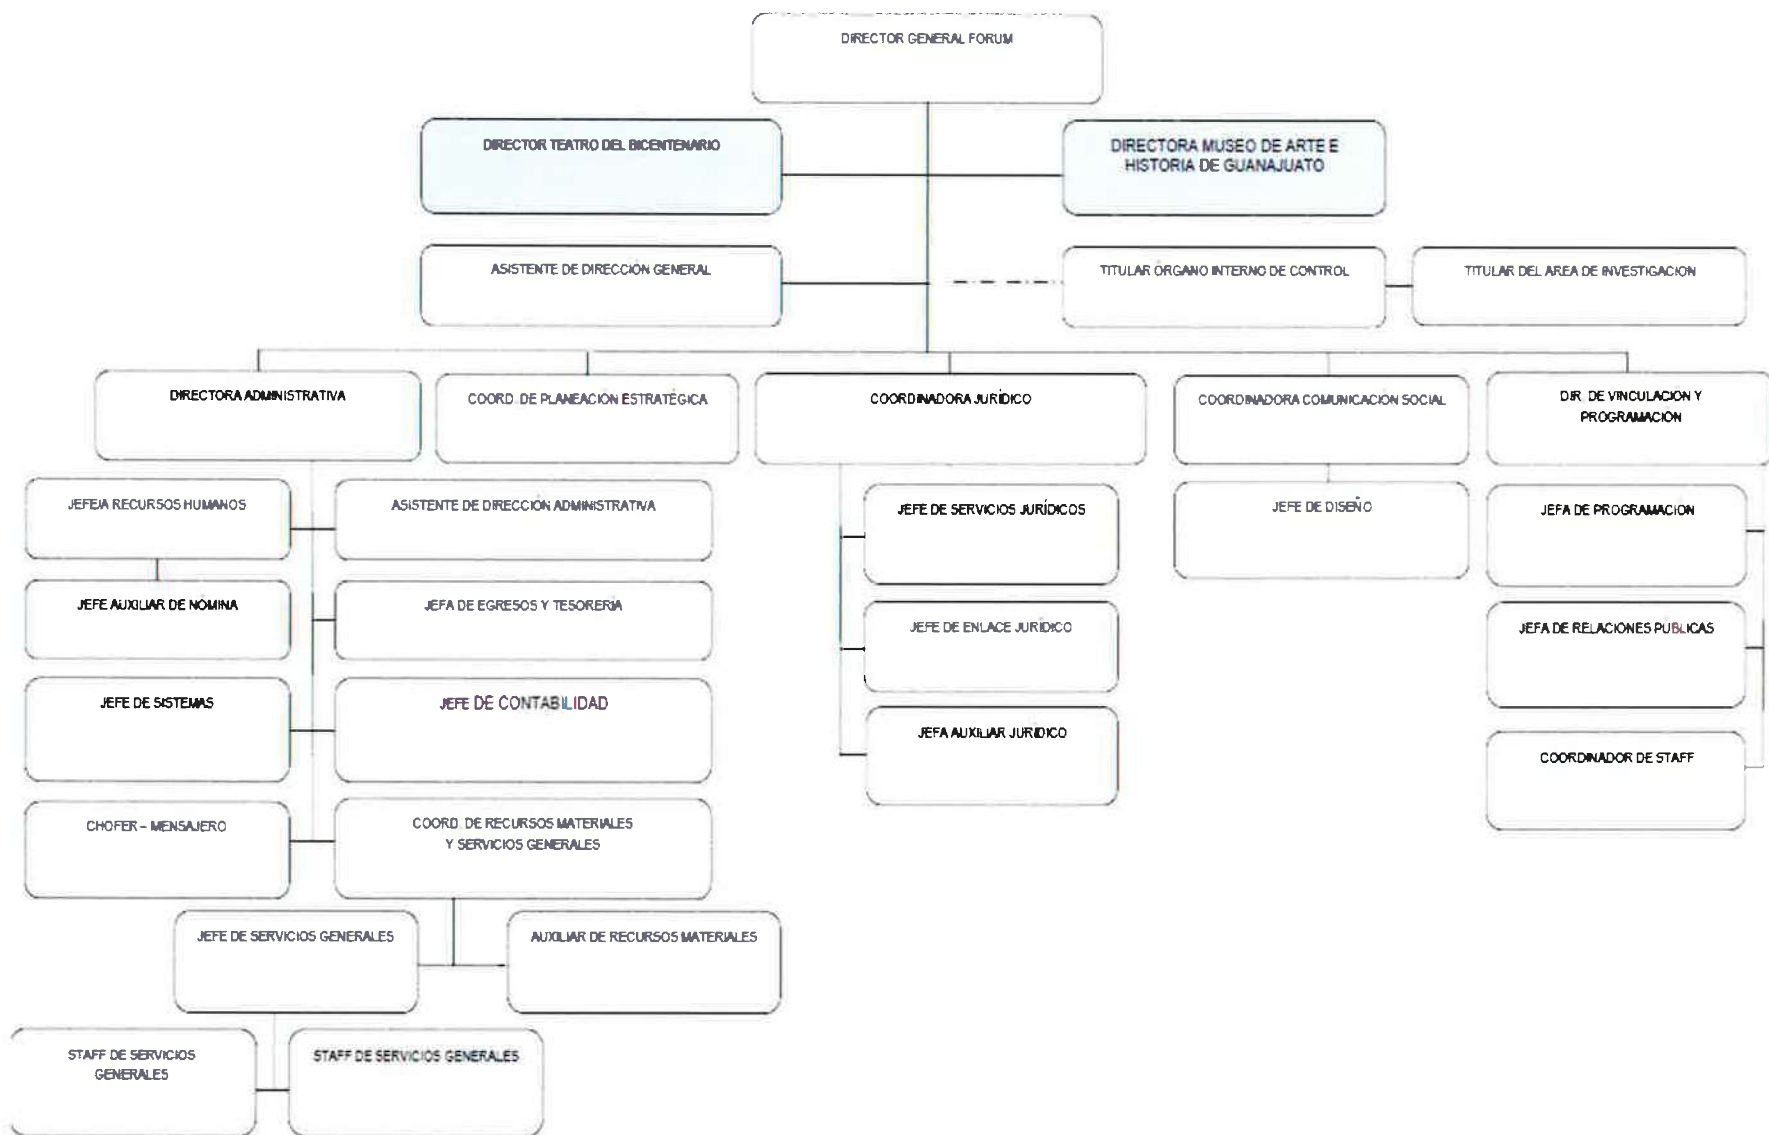 DIRECTOR GENERAL FORUM
DIRECTOR TEATRO DEL BICENTENARIO
DIRECTORA MUSEO DE ARTE E
HISTORIA DE GUANAJUATO
ASISTENTE DE DIRECCIÓN GENERAL
TITULAR ÓRGANO INTERNO DE CONTROL
TITULAR DEL AREA DE INVESTIGACION
DIRECTORA ADMINISTRATIVA
COORD. DE PLANEACIÓN ESTRATÉGICA
COORDINADORA JURÍDICO
COORDINADORA COMUNICACIÓN SOCIAL
DIR. DE VINCULACIÓN Y
PROGRAMACIÓN
JEFE/A RECURSOS HUMANOS
ASISTENTE DE DIRECCIÓN ADMINISTRATIVA
JEFE DE SERVICIOS JURÍDICOS
JEFE DE DISEÑO
JEFA DE PROGRAMACIÓN
JEFE AUXILIAR DE NÓMINA
JEFA DE EGRESOS Y TESORERÍA
JEFE DE ENLACE JURÍDICO
JEFA DE RELACIONES PÚBLICAS
JEFE DE SISTEMAS
JEFE DE CONTABILIDAD
JEFA AUXILIAR JURÍDICO
COORDINADOR DE STAFF
CHOFER – MENSAJERO
COORD. DE RECURSOS MATERIALES
Y SERVICIOS GENERALES
JEFE DE SERVICIOS GENERALES
AUXILIAR DE RECURSOS MATERIALES
STAFF DE SERVICIOS
GENERALES
STAFF DE SERVICIOS GENERALES